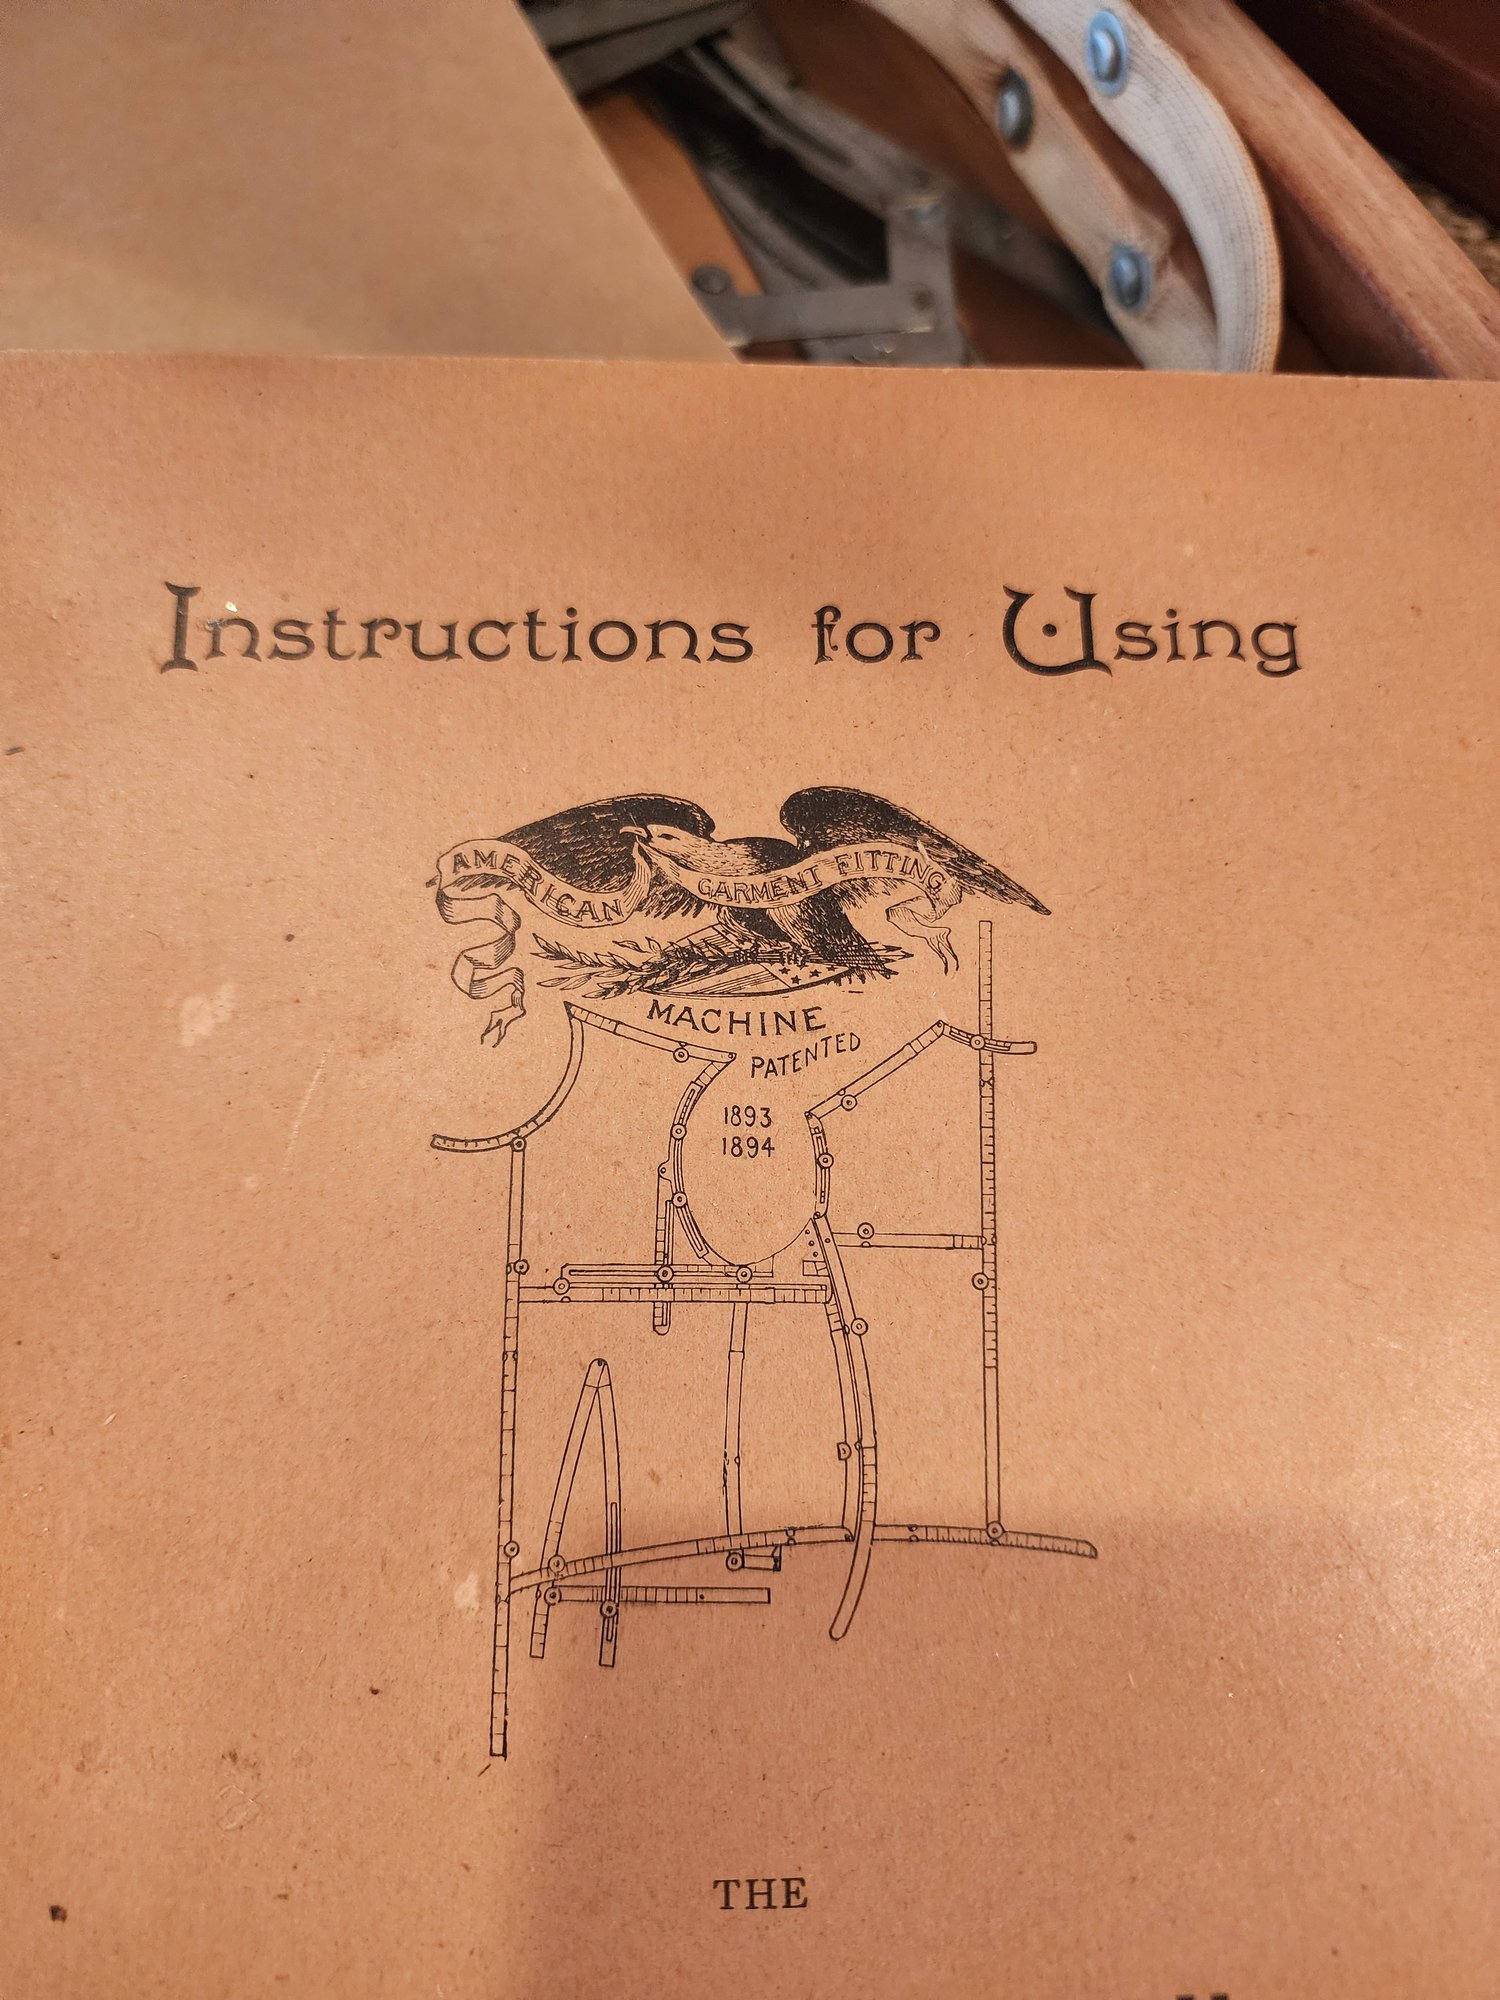 Instructions for Using
AMERICAN GARMENT FITTING
MACHINE
PATENTED
1893
1894
THE